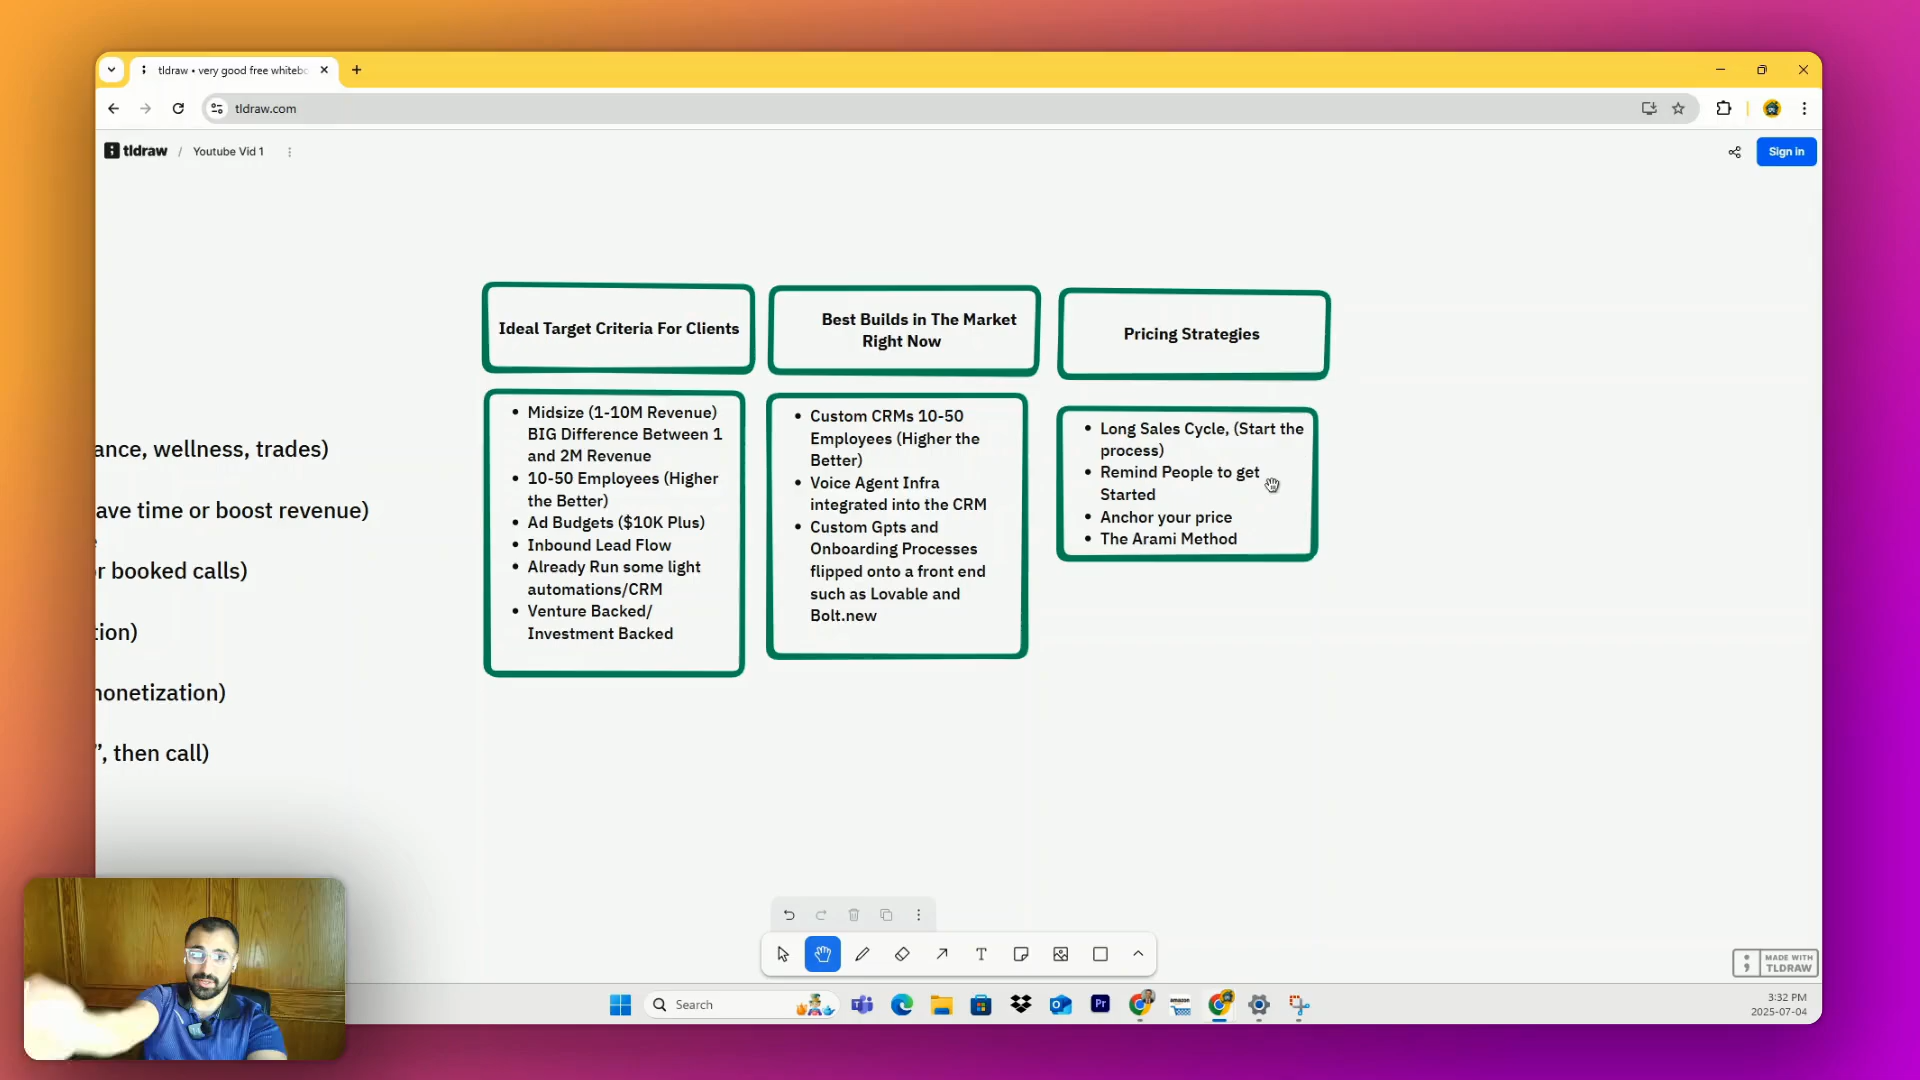 tldraw • very good free whitebo
tldraw.com
tldraw / Youtube Vid 1
Sign in
ance, wellness, trades)
ave time or boost revenue)
or booked calls)
tion)
nonetization)
”, then call)
Ideal Target Criteria For Clients
• Midsize (1-10M Revenue)
BIG Difference Between 1
and 2M Revenue
• 10-50 Employees (Higher
the Better)
• Ad Budgets ($10K Plus)
• Inbound Lead Flow
• Already Run some light
automations/CRM
• Venture Backed/
Investment Backed
Best Builds in The Market
Right Now
• Custom CRMs 10-50
Employees (Higher the
Better)
• Voice Agent Infra
integrated into the CRM
• Custom Gpts and
Onboarding Processes
flipped onto a front end
such as Lovable and
Bolt.new
Pricing Strategies
• Long Sales Cycle, (Start the
process)
• Remind People to get
Started
• Anchor your price
• The Arami Method
MADE WITH
TLDRAW
Search
Pr
amazon
3:32 PM
2025-07-04